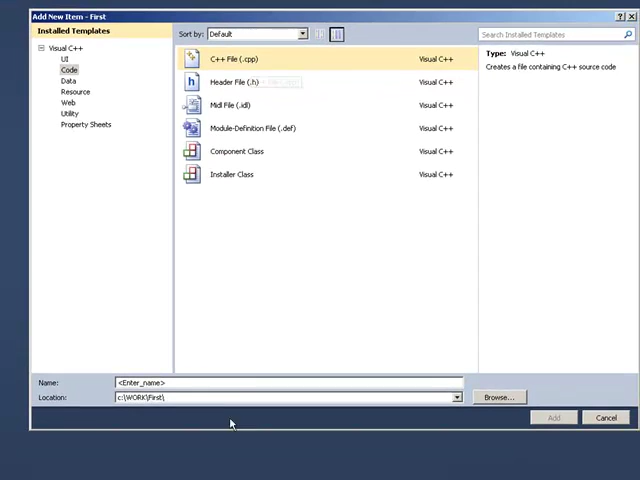 Add New Item - First
Installed Templates
Visual C++
UI
Code
Data
Resource
Web
Utility
Property Sheets
Sort by: Default
C++ File (.cpp) Visual C++
Header File (.h) Visual C++
Midl File (.idl) Visual C++
Module-Definition File (.def) Visual C++
Component Class Visual C++
Installer Class Visual C++
Search Installed Templates
Type: Visual C++
Creates a file containing C++ source code
Name: <Enter_name>
Location: c:\WORK\First\
Browse...
Add Cancel